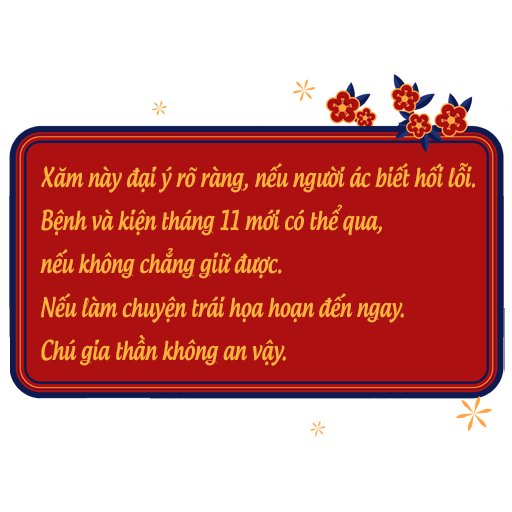 Xăm này đại ý rõ ràng, nếu người ác biết hối lỗi.
Bệnh và kiện tháng 11 mới có thể qua,
nếu không chẳng giữ được.
Nếu làm chuyện trái họa hoạn đến ngay.
Chú gia thần không an vậy.